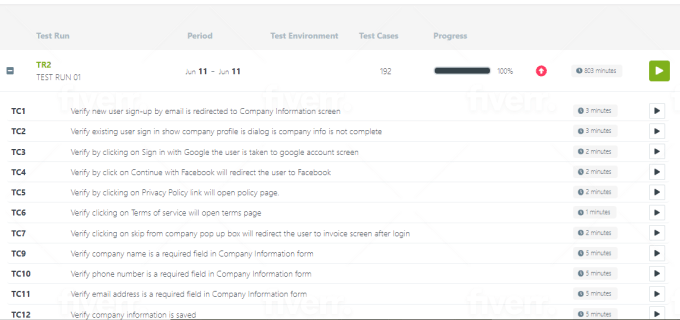 Test Run Period Test Environment Test Cases Progress
TR2
TEST RUN 01 Jun 11 - Jun 11 192 100% 803 minutes
TC1 Verify new user sign-up by email is redirected to Company Information screen 3 minutes
TC2 Verify existing user sign in show company profile is dialog is company info is not complete 3 minutes
TC3 Verify by clicking on Sign in with Google the user is taken to google account screen 2 minutes
TC4 Verify by click on Continue with Facebook will redirect the user to Facebook 2 minutes
TC5 Verify by clicking on Privacy Policy link will open policy page. 2 minutes
TC6 Verify clicking on Terms of service will open terms page 1 minutes
TC7 Verify clicking on skip from company pop up box will redirect the user to invoice screen after login 2 minutes
TC9 Verify company name is a required field in Company Information form 5 minutes
TC10 Verify phone number is a required field in Company Information form 5 minutes
TC11 Verify email address is a required field in Company Information form 5 minutes
TC12 Verify company information is saved 5 minutes